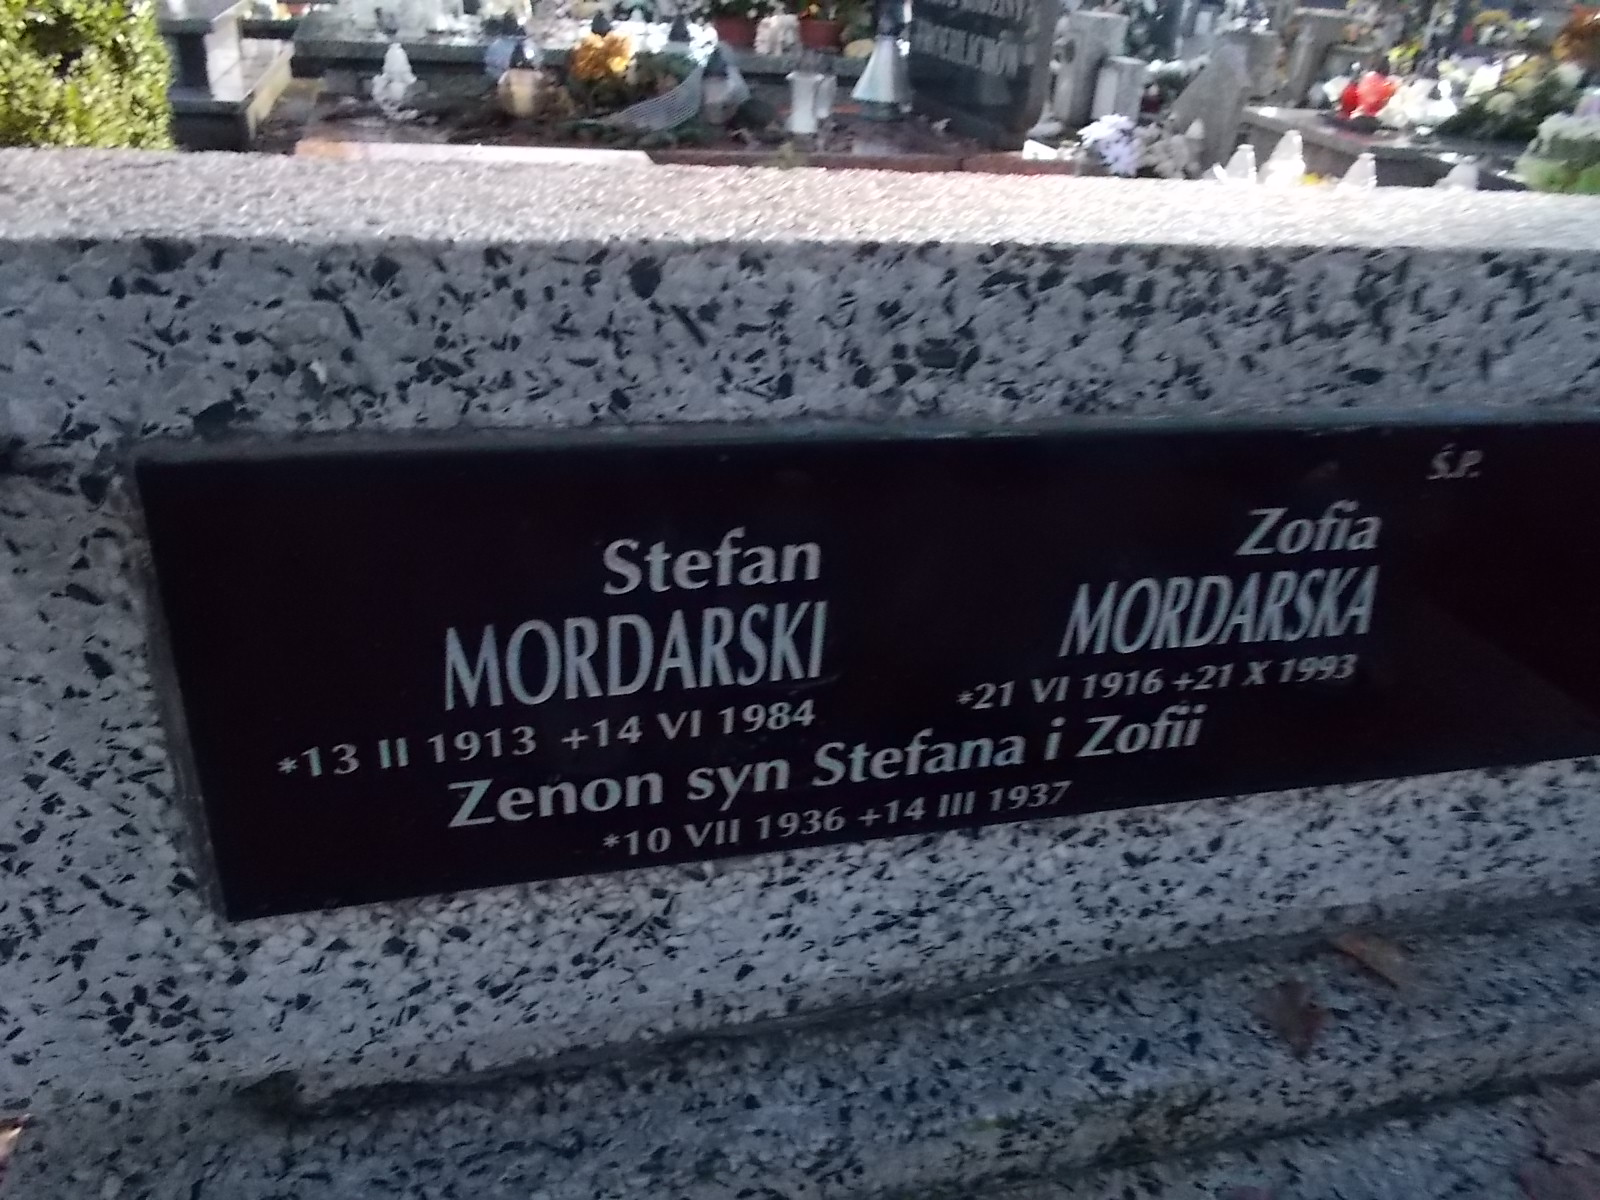 Ś.P.
Stefan
MORDARSKI
*13 II 1913 +14 VI 1984
Zofia
MORDARSKA
*21 VI 1916 +21 X 1993
Zenon syn Stefana i Zofii
*10 VII 1936 +14 III 1937